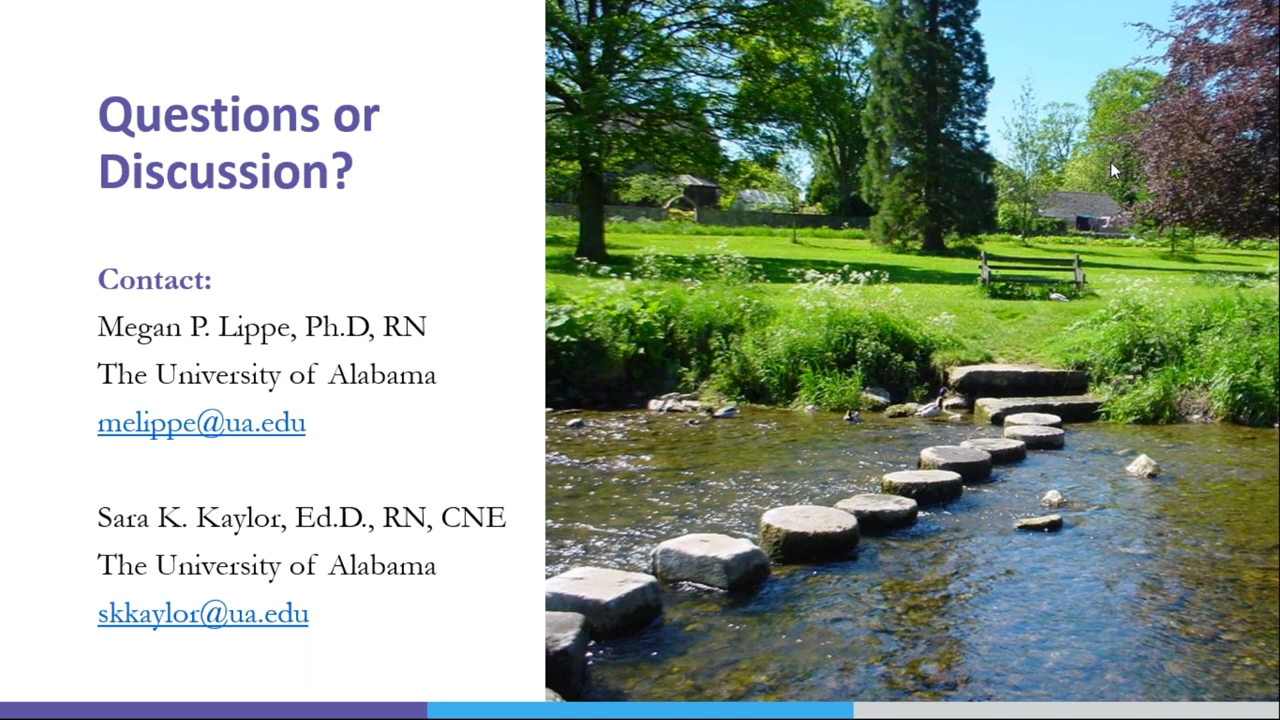 Questions or
Discussion?
Contact:
Megan P. Lippe, Ph.D, RN
The University of Alabama
melippe@ua.edu
Sara K. Kaylor, Ed.D., RN, CNE
The University of Alabama
skkaylor@ua.edu